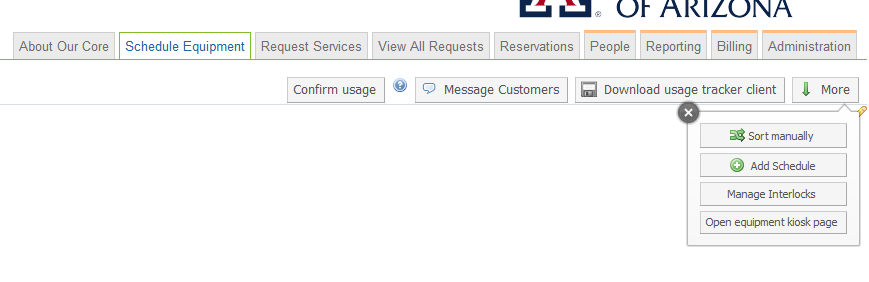 OF ARIZONA
About Our Core Schedule Equipment Request Services View All Requests Reservations People Reporting Billing Administration
Confirm usage ? Message Customers Download usage tracker client More
Sort manually
Add Schedule
Manage Interlocks
Open equipment kiosk page